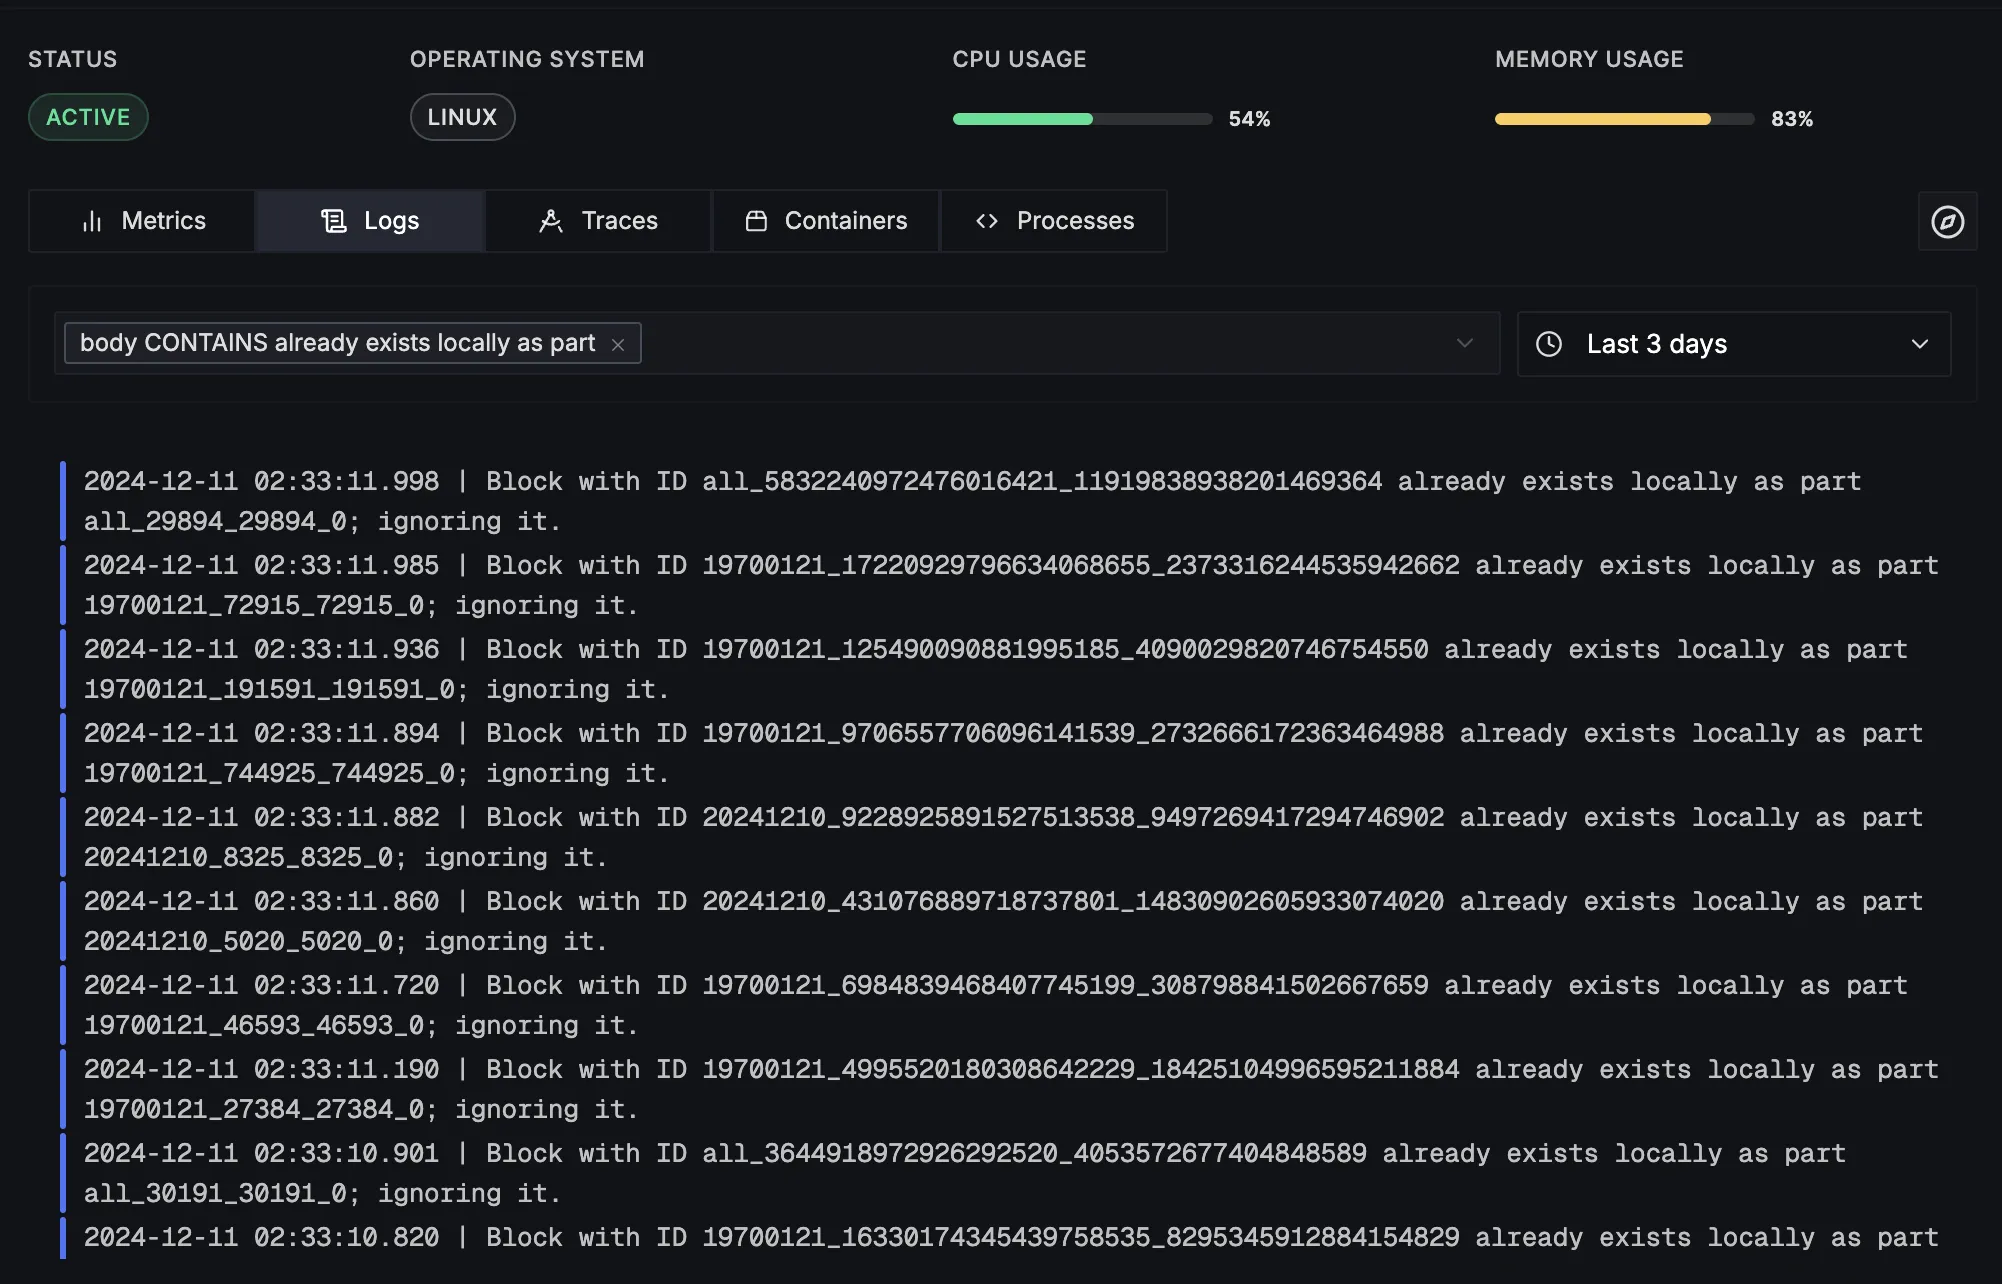 STATUS
OPERATING SYSTEM
CPU USAGE
MEMORY USAGE
ACTIVE
LINUX
54%
83%
Metrics
Logs
Traces
Containers
Processes
body CONTAINS already exists locally as part
Last 3 days
2024-12-11 02:33:11.998 | Block with ID all_5832240972476016421_11919838938201469364 already exists locally as part
all_29894_29894_0; ignoring it.
2024-12-11 02:33:11.985 | Block with ID 19700121_17220929796634068655_2373316244535942662 already exists locally as part
19700121_72915_72915_0; ignoring it.
2024-12-11 02:33:11.936 | Block with ID 19700121_125490090881995185_4090029820746754550 already exists locally as part
19700121_191591_191591_0; ignoring it.
2024-12-11 02:33:11.894 | Block with ID 19700121_9706557706096141539_2732666172363464988 already exists locally as part
19700121_744925_744925_0; ignoring it.
2024-12-11 02:33:11.882 | Block with ID 20241210_9228925891527513538_9497269417294746902 already exists locally as part
20241210_8325_8325_0; ignoring it.
2024-12-11 02:33:11.860 | Block with ID 20241210_431076889718737801_14830902605933074020 already exists locally as part
20241210_5020_5020_0; ignoring it.
2024-12-11 02:33:11.720 | Block with ID 19700121_6984839468407745199_308798841502667659 already exists locally as part
19700121_46593_46593_0; ignoring it.
2024-12-11 02:33:11.190 | Block with ID 19700121_4995520180308642229_18425104996595211884 already exists locally as part
19700121_27384_27384_0; ignoring it.
2024-12-11 02:33:10.901 | Block with ID all_3644918972926292520_4053572677404848589 already exists locally as part
all_30191_30191_0; ignoring it.
2024-12-11 02:33:10.820 | Block with ID 19700121_16330174345439758535_8295345912884154829 already exists locally as part